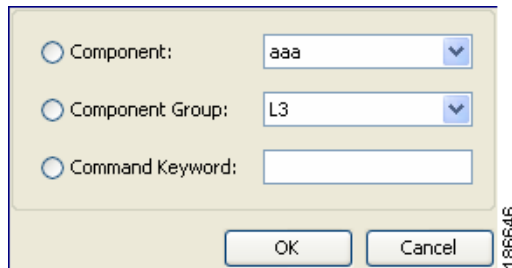 Component: aaa
Component Group: L3
Command Keyword:
OK Cancel
186646